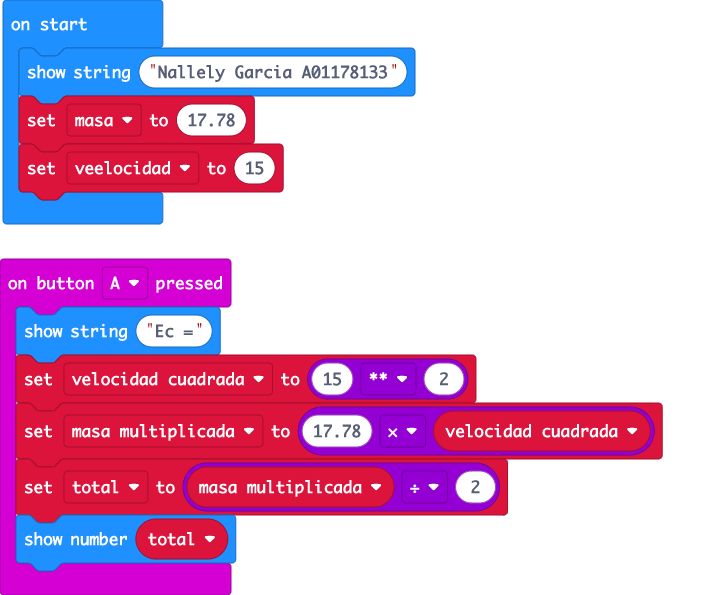 on start
show string "Nallely Garcia A01178133"
set masa to 17.78
set veelocidad to 15
on button A pressed
show string "Ec ="
set velocidad cuadrada to 15 ** 2
set masa multiplicada to 17.78 × velocidad cuadrada
set total to masa multiplicada ÷ 2
show number total